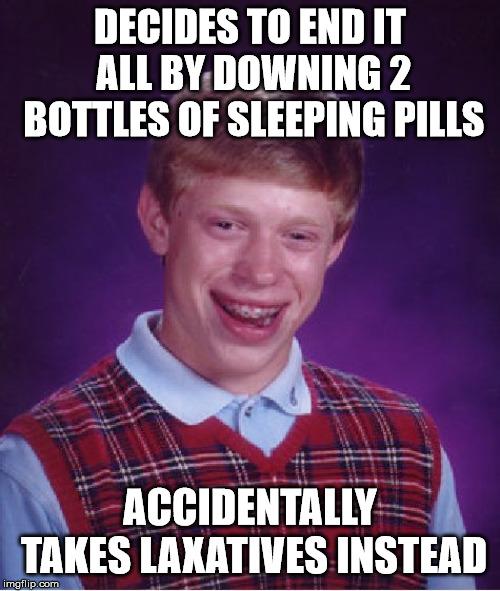 DECIDES TO END IT
ALL BY DOWNING 2
BOTTLES OF SLEEPING PILLS
ACCIDENTALLY
TAKES LAXATIVES INSTEAD
imgflip.com